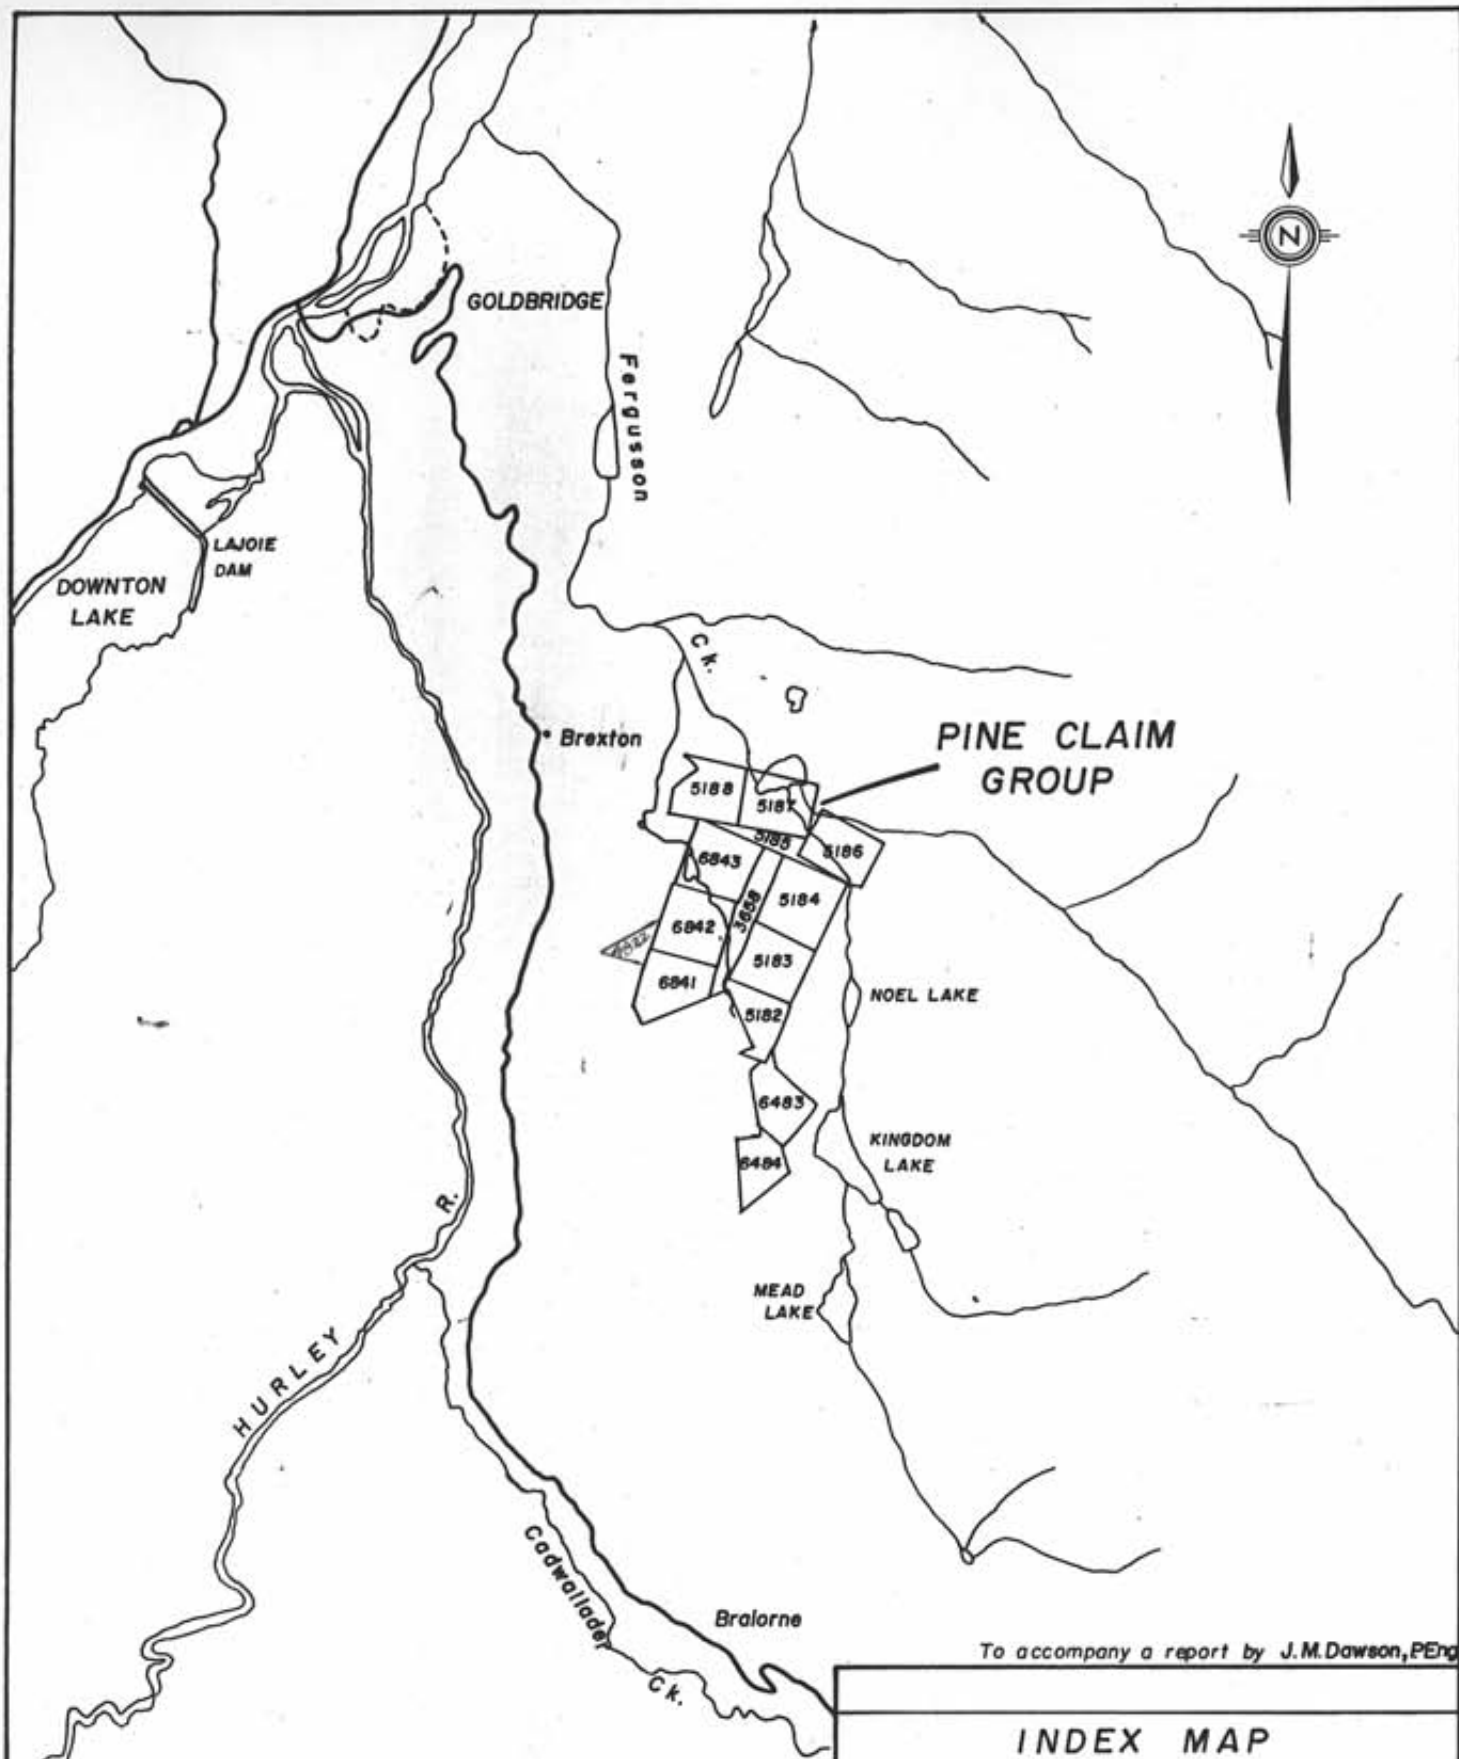 N
GOLDBRIDGE
Fergusson
LAJOIE
DAM
DOWNTON
LAKE
Ck.
Brexton
PINE CLAIM
GROUP
5188
5187
5185
5186
6843
3658
5184
6842
5183
6841
5182
NOEL LAKE
6483
KINGDOM
LAKE
6484
R.
MEAD
LAKE
HURLEY
Cadwallader
Bralorne
Ck.
To accompany a report by J.M.Dawson, P.Eng
INDEX MAP